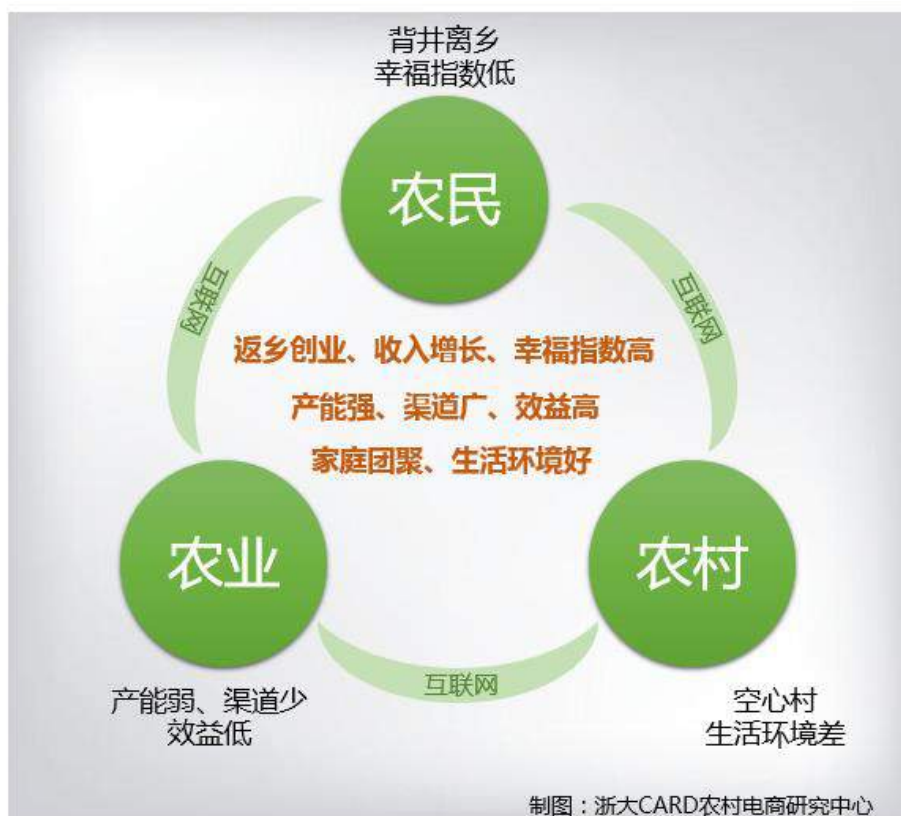 背井离乡
幸福指数低
农民
互联网
互联网
返乡创业、收入增长、幸福指数高
产能强、渠道广、效益高
家庭团聚、生活环境好
农业
农村
互联网
产能弱、渠道少
效益低
空心村
生活环境差
制图：浙大CARD农村电商研究中心